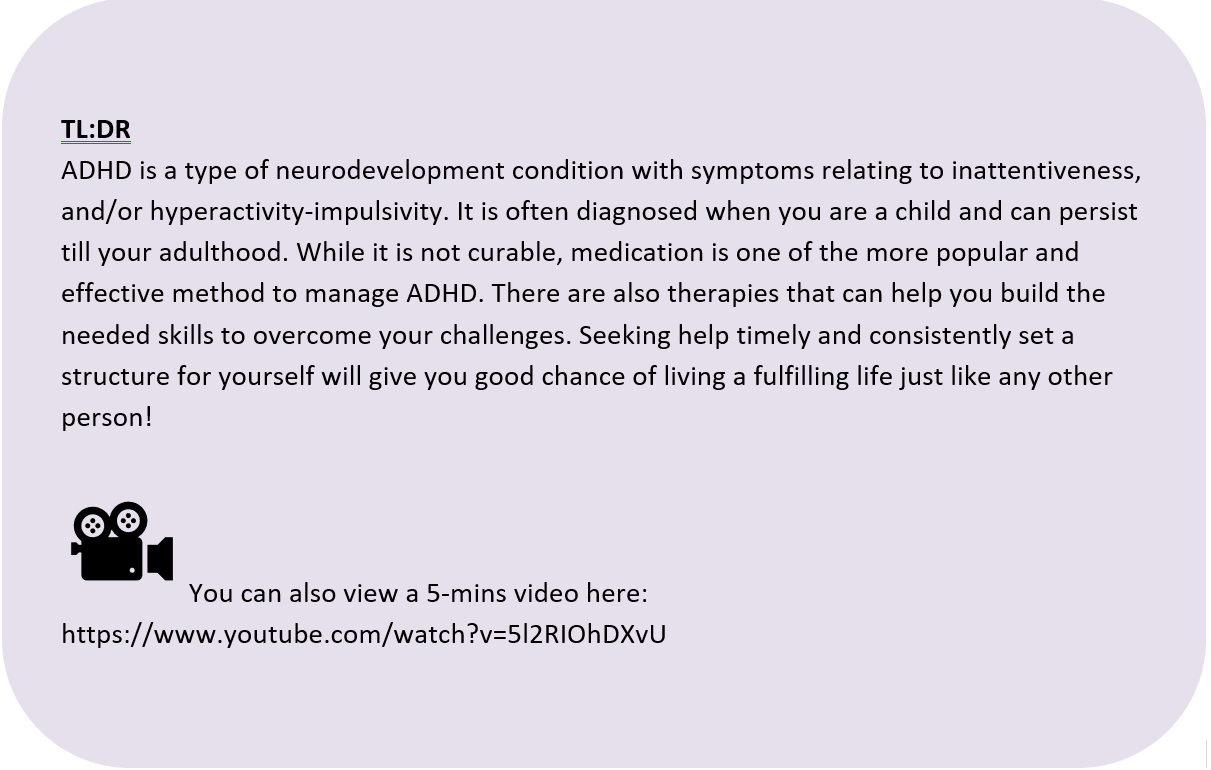 TL:DR
ADHD is a type of neurodevelopment condition with symptoms relating to inattentiveness,
and/or hyperactivity-impulsivity. It is often diagnosed when you are a child and can persist
till your adulthood. While it is not curable, medication is one of the more popular and
effective method to manage ADHD. There are also therapies that can help you build the
needed skills to overcome your challenges. Seeking help timely and consistently set a
structure for yourself will give you good chance of living a fulfilling life just like any other
person!
You can also view a 5-mins video here:
https://www.youtube.com/watch?v=5l2RIOhDXvU